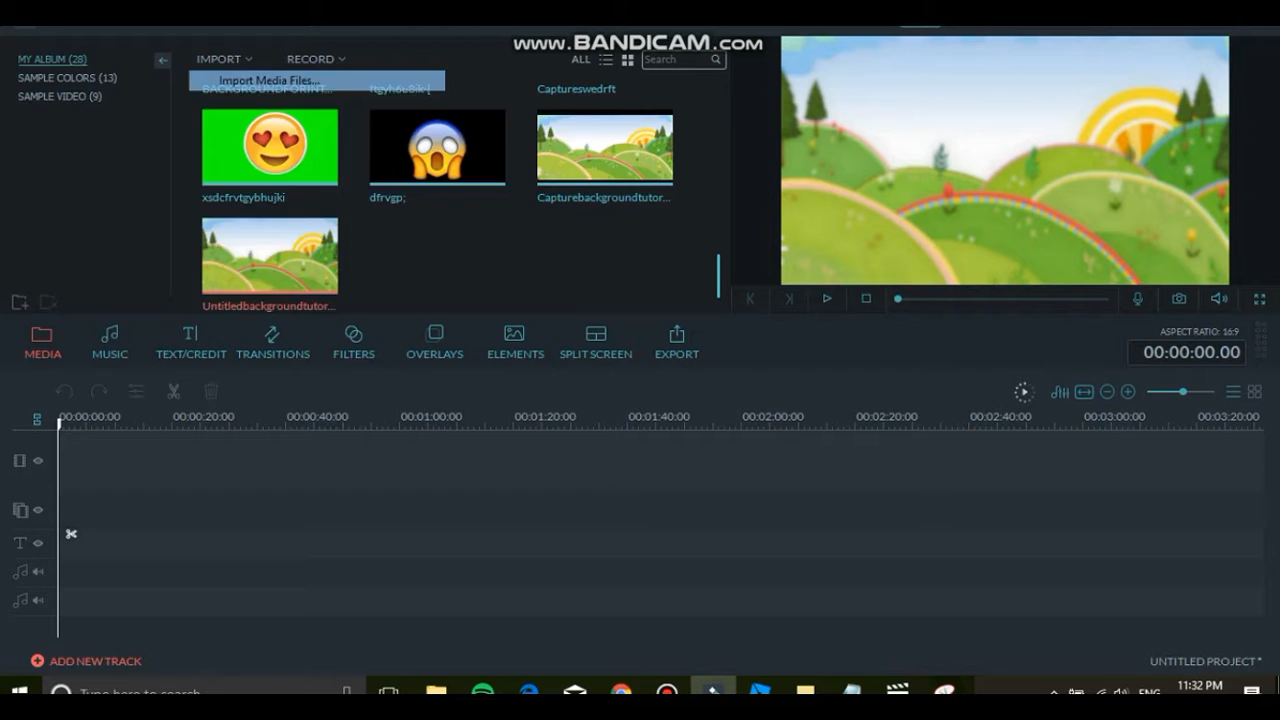 www.BANDICAM.com
MY ALBUM (28)
IMPORT
RECORD
ALL
Search
SAMPLE COLORS (13)
Import Media Files...
SAMPLE VIDEO (9)
BACKGROUNDFORINT...
Captureswedrft
xsdcfrvtgybhujki
dfrvgp;
Capturebackgroundtutor...
Untitledbackgroundtutor...
MEDIA
MUSIC
TEXT/CREDIT
TRANSITIONS
FILTERS
OVERLAYS
ELEMENTS
SPLIT SCREEN
EXPORT
ASPECT RATIO: 16:9
00:00:00.00
00:00:00:00
00:00:20:00
00:00:40:00
00:01:00:00
00:01:20:00
00:01:40:00
00:02:00:00
00:02:20:00
00:02:40:00
00:03:00:00
00:03:20:00
ADD NEW TRACK
UNTITLED PROJECT *
Type here to search
ENG
11:32 PM